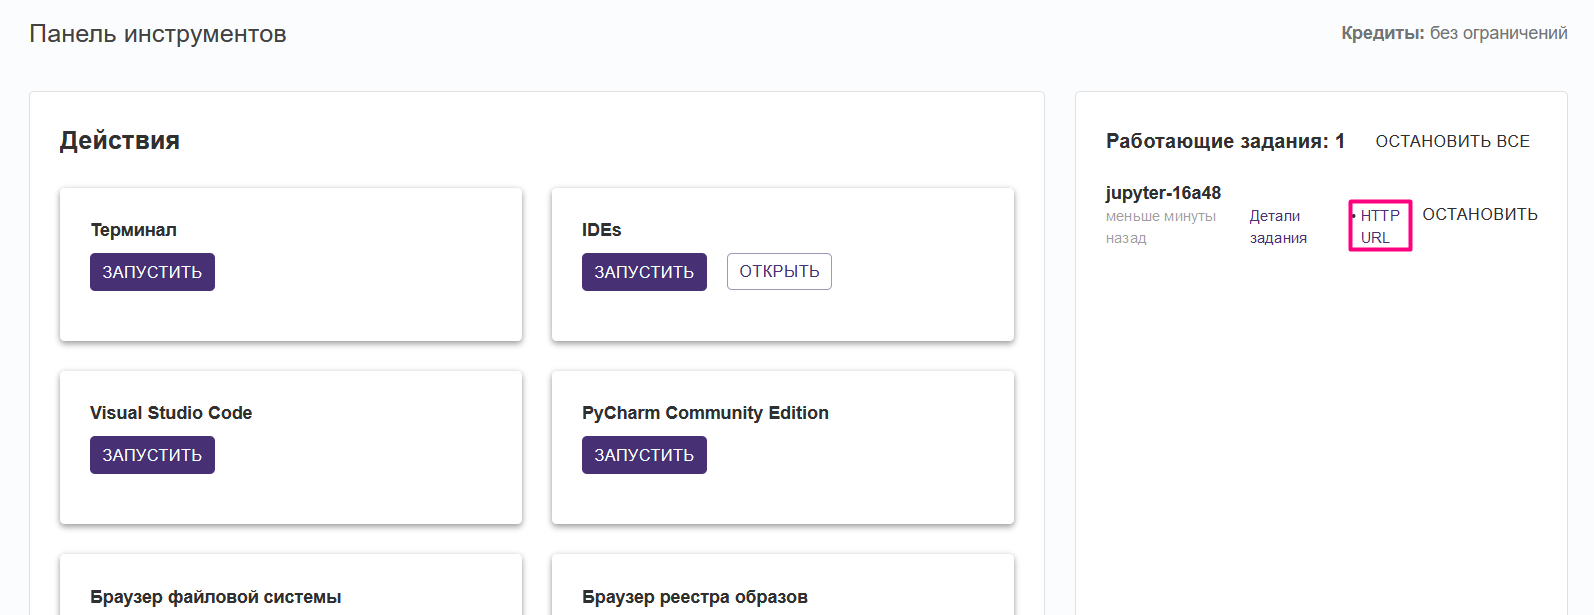 Панель инструментов
Кредиты: без ограничений
Действия
Терминал
ЗАПУСТИТЬ
IDEs
ЗАПУСТИТЬ ОТКРЫТЬ
Visual Studio Code
ЗАПУСТИТЬ
PyCharm Community Edition
ЗАПУСТИТЬ
Браузер файловой системы
Браузер реестра образов
Работающие задания: 1 ОСТАНОВИТЬ ВСЕ
jupyter-16a48
меньше минуты
назад
Детали
задания
• HTTP
URL
ОСТАНОВИТЬ